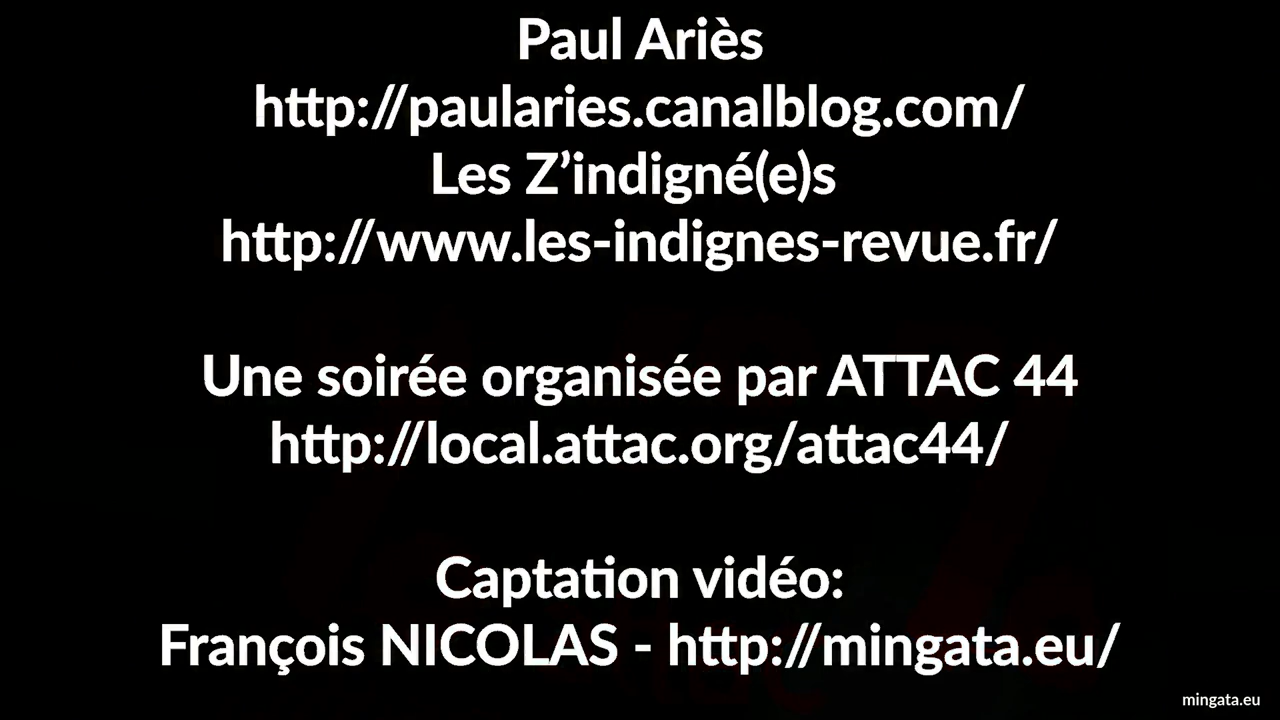 Paul Ariès
http://paularies.canalblog.com/
Les Z’indigné(e)s
http://www.les-indignes-revue.fr/
Une soirée organisée par ATTAC 44
http://local.attac.org/attac44/
Captation vidéo:
François NICOLAS - http://mingata.eu/
mingata.eu